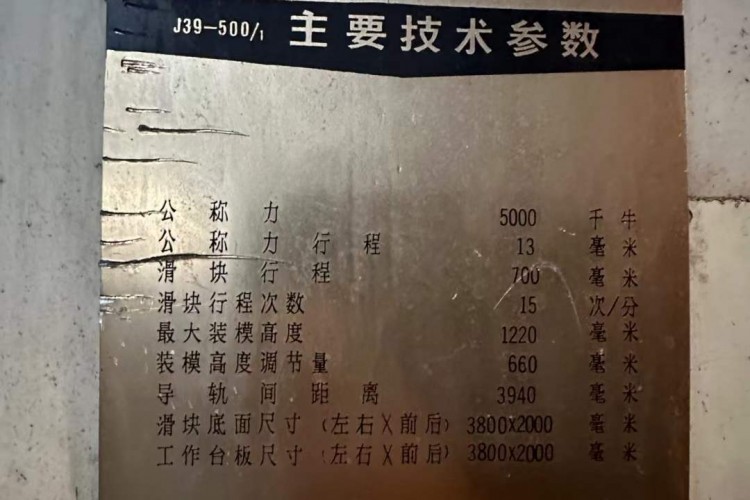 J39-500/1 主要技术参数
公称力 5000 千牛
公称力行程 13 毫米
滑块行程 700 毫米
滑块行程次数 15 次/分
最大装模高度 1220 毫米
装模高度调节量 660 毫米
导轨间距离 3940 毫米
滑块底面尺寸(左右X前后) 3800X2000 毫米
工作台板尺寸(左右X前后) 3800X2000 毫米